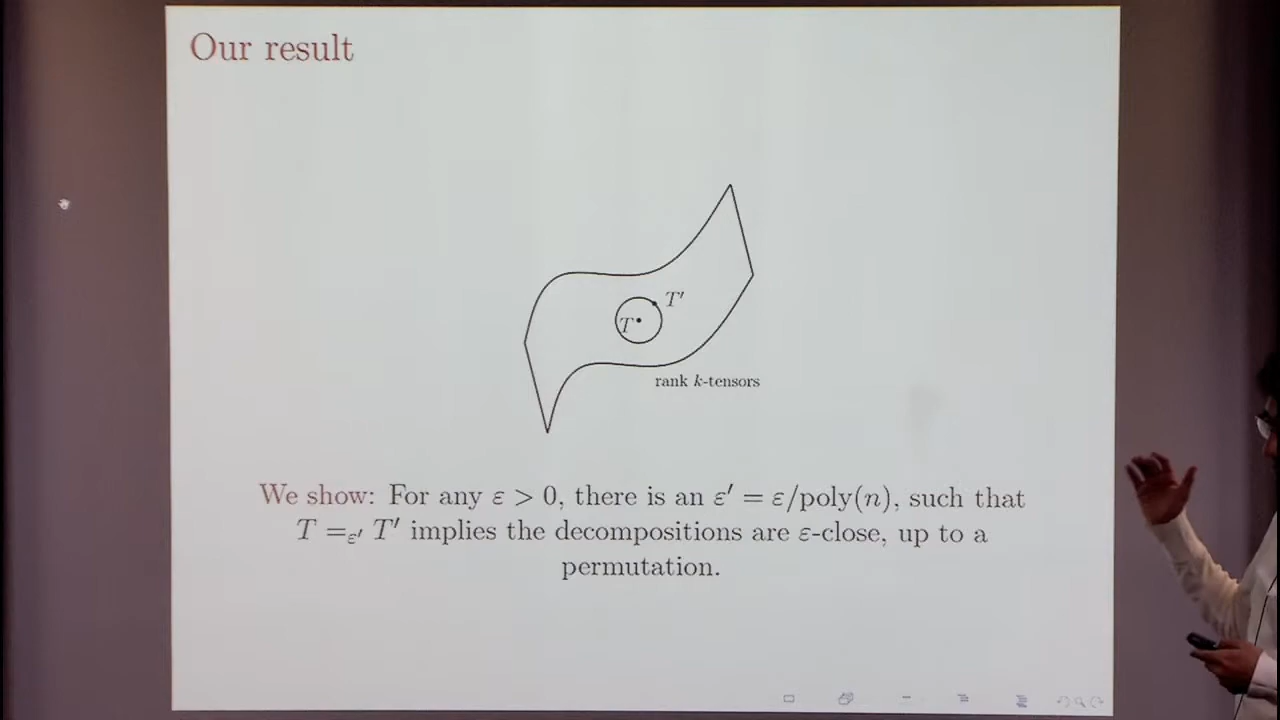 Our result
T'
T
rank k-tensors
We show: For any ε > 0, there is an ε′ = ε/poly(n), such that
T =ε′ T′ implies the decompositions are ε-close, up to a
permutation.